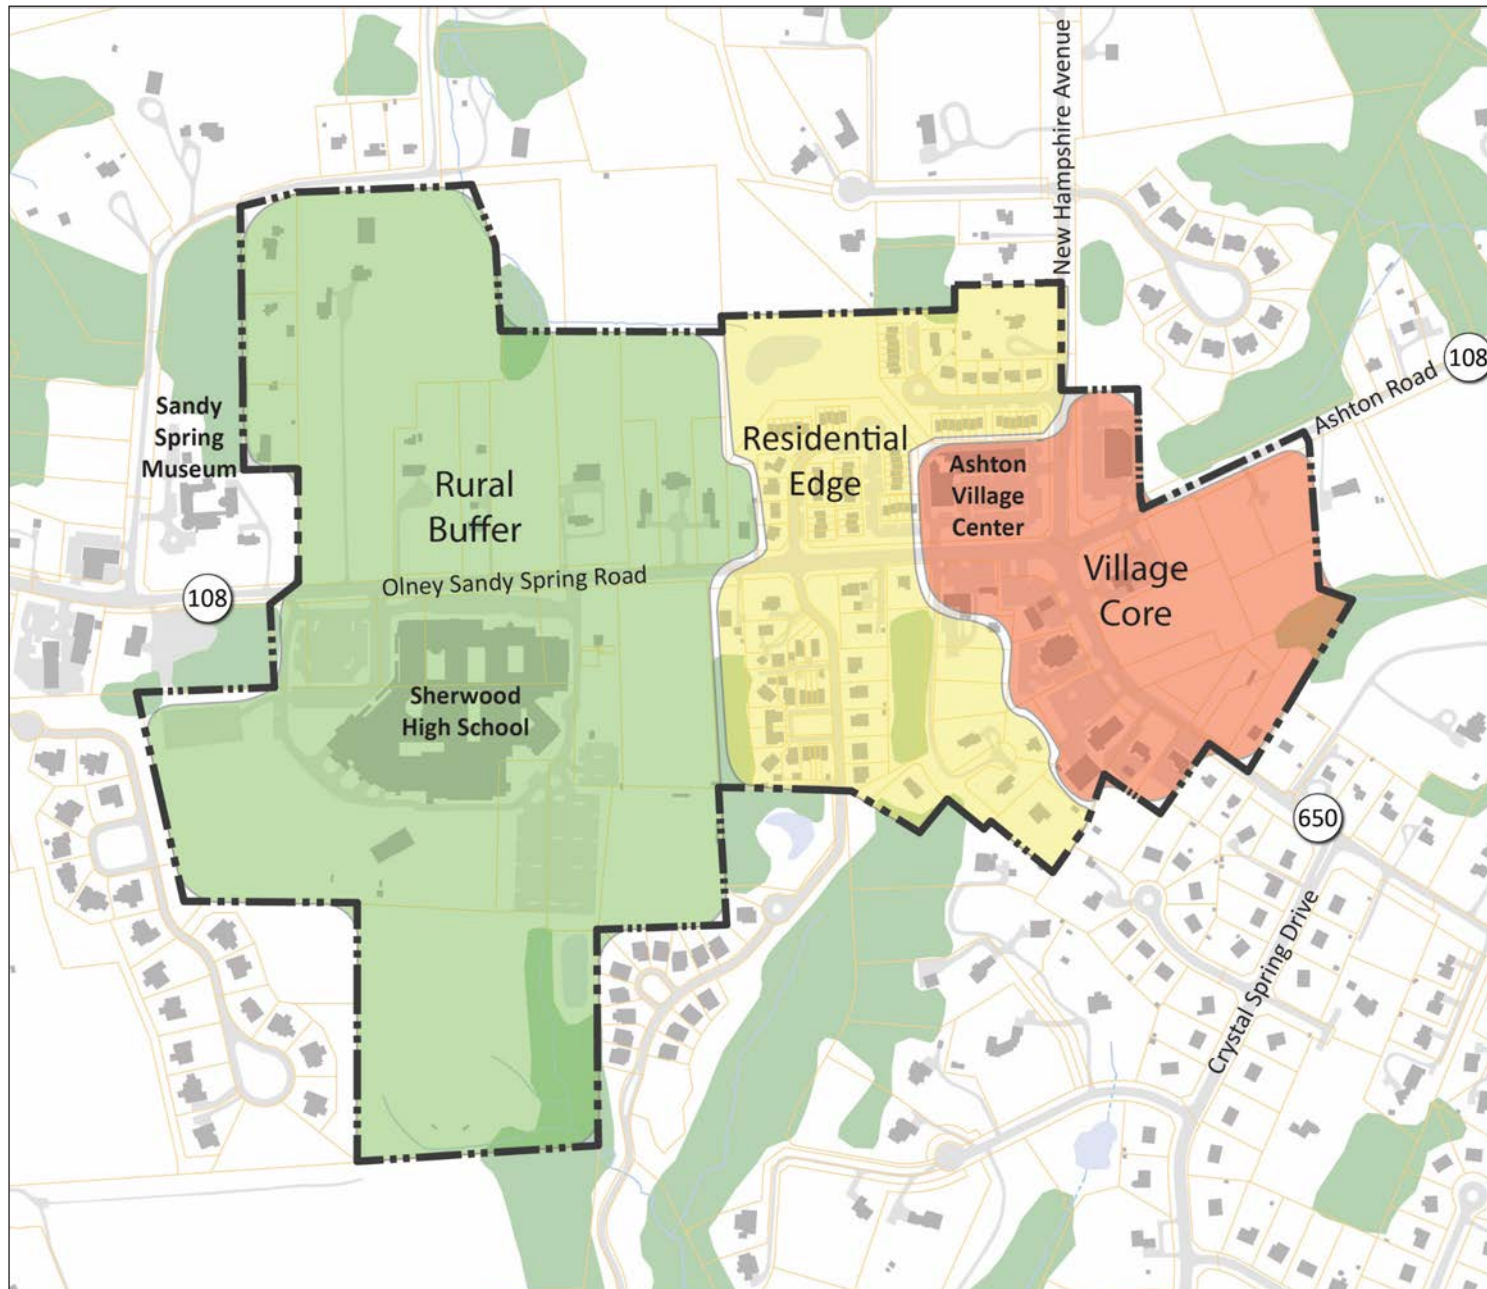 New Hampshire Avenue
108
Ashton Road
Sandy
Spring
Museum
Residential
Edge
Ashton
Village
Center
Rural
Buffer
Village
Core
Olney Sandy Spring Road
108
Sherwood
High School
650
Crystal Spring Drive